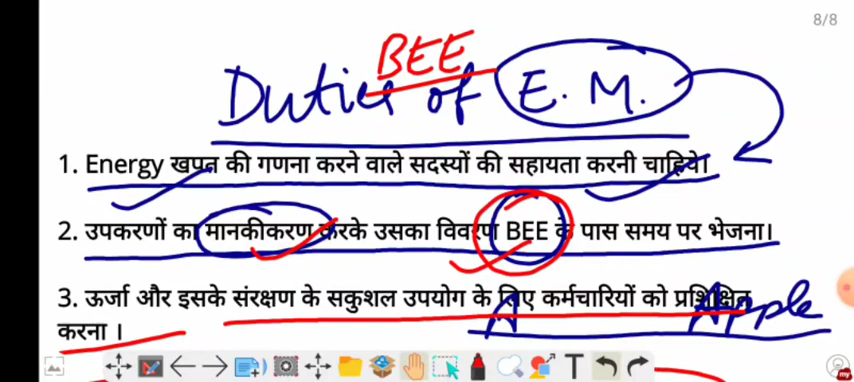 8/8
BEE
Duties of E. M.
1. Energy खपत की गणना करने वाले सदस्यों की सहायता करनी चाहिये।
2. उपकरणों का मानकीकरण करके उसका विवरण BEE के पास समय पर भेजना।
3. ऊर्जा और इसके संरक्षण के सकुशल उपयोग के लिए कर्मचारियों को प्रशिक्षित
करना ।
A Apple
T
my